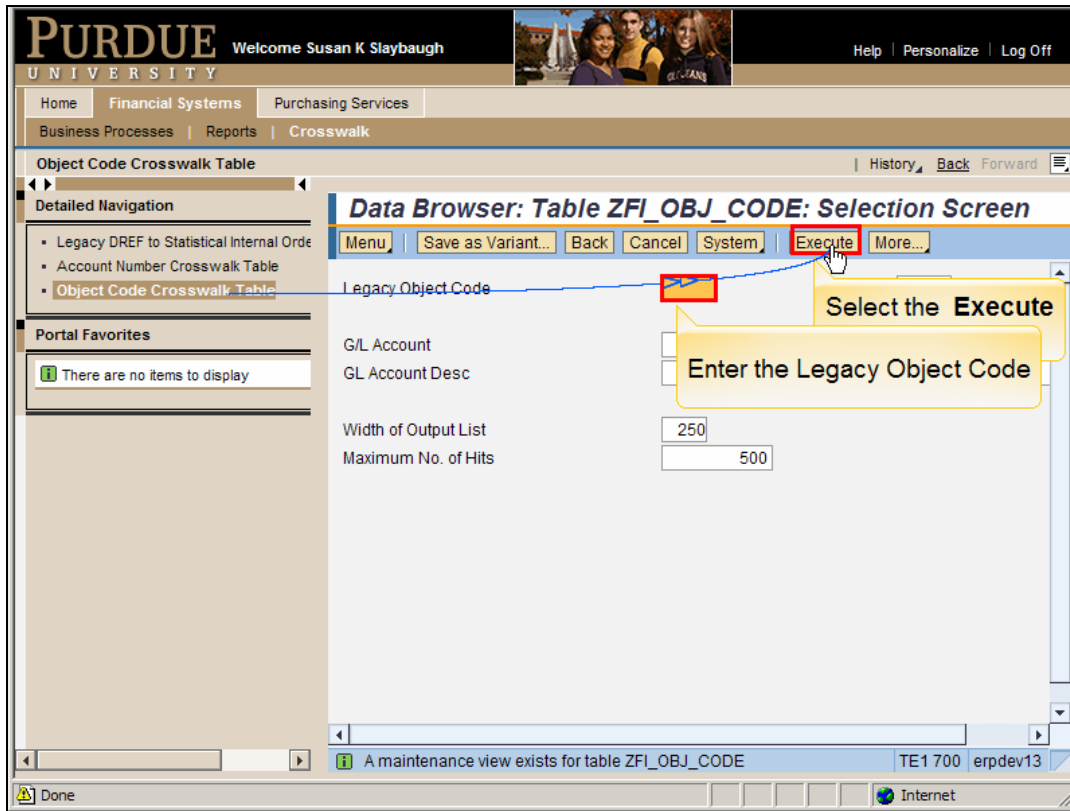 PURDUE
UNIVERSITY
Welcome Susan K Slaybaugh
Help | Personalize | Log Off
Home Financial Systems Purchasing Services
Business Processes | Reports | Crosswalk
Object Code Crosswalk Table
| History Back Forward
Detailed Navigation
Legacy DREF to Statistical Internal Orde
Account Number Crosswalk Table
Object Code Crosswalk Table
Portal Favorites
There are no items to display
Data Browser: Table ZFI_OBJ_CODE: Selection Screen
Menu Save as Variant... Back Cancel System Execute More...
Legacy Object Code
Select the Execute
G/L Account
GL Account Desc
Enter the Legacy Object Code
Width of Output List 250
Maximum No. of Hits 500
A maintenance view exists for table ZFI_OBJ_CODE
TE1 700 erpdev13
Done
Internet